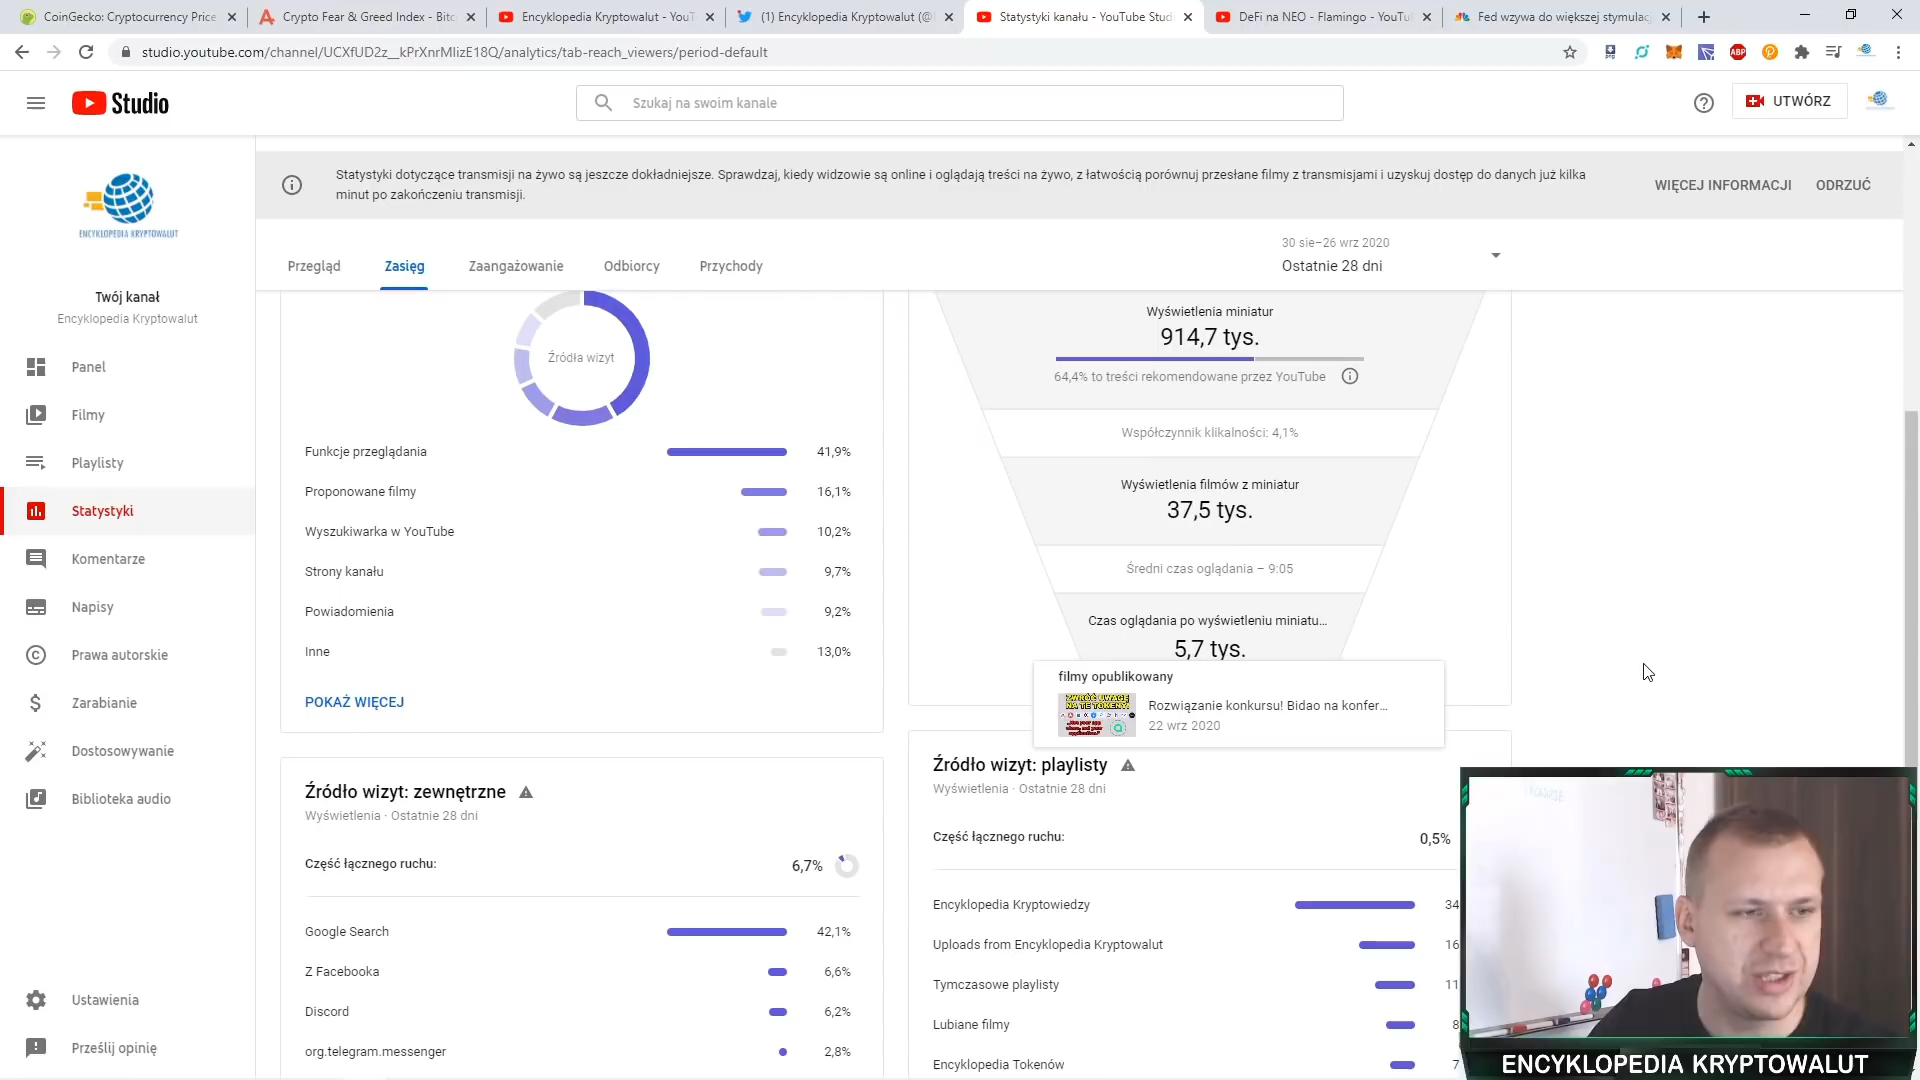 CoinGecko: Cryptocurrency Price
Crypto Fear & Greed Index - Bitc
Encyklopedia Kryptowalut - YouT
(1) Encyklopedia Kryptowalut (@
Statystyki kanału - YouTube Stud
DeFi na NEO - Flamingo - YouTu
Fed wzywa do większej stymulac
studio.youtube.com/channel/UCXfUD2z__kPrXnrMlizE18Q/analytics/tab-reach_viewers/period-default
ABP
Studio
Szukaj na swoim kanale
UTWÓRZ
Statystyki dotyczące transmisji na żywo są jeszcze dokładniejsze. Sprawdzaj, kiedy widzowie są online i oglądają treści na żywo, z łatwością porównuj przesłane filmy z transmisjami i uzyskuj dostęp do danych już kilka
minut po zakończeniu transmisji.
WIĘCEJ INFORMACJI
ODRZUĆ
ENCYKLOPEDIA KRYPTOWALUT
Twój kanał
Encyklopedia Kryptowalut
Panel
Filmy
Playlisty
Statystyki
Komentarze
Napisy
Prawa autorskie
Zarabianie
Dostosowywanie
Biblioteka audio
Ustawienia
Prześlij opinię
Przegląd
Zasięg
Zaangażowanie
Odbiorcy
Przychody
30 sie–26 wrz 2020
Ostatnie 28 dni
Źródła wizyt
Funkcje przeglądania 41,9%
Proponowane filmy 16,1%
Wyszukiwarka w YouTube 10,2%
Strony kanału 9,7%
Powiadomienia 9,2%
Inne 13,0%
POKAŻ WIĘCEJ
Wyświetlenia miniatur
914,7 tys.
64,4% to treści rekomendowane przez YouTube
Współczynnik klikalności: 4,1%
Wyświetlenia filmów z miniatur
37,5 tys.
Średni czas oglądania – 9:05
Czas oglądania po wyświetleniu miniatu...
5,7 tys.
filmy opublikowany
ZWRÓĆ UWAGĘ
NA TE TOKENY!
Rozwiązanie konkursu! Bidao na konfer...
22 wrz 2020
Źródło wizyt: zewnętrzne
Wyświetlenia · Ostatnie 28 dni
Część łącznego ruchu: 6,7%
Google Search 42,1%
Z Facebooka 6,6%
Discord 6,2%
org.telegram.messenger 2,8%
Źródło wizyt: playlisty
Wyświetlenia · Ostatnie 28 dni
Część łącznego ruchu: 0,5%
Encyklopedia Kryptowiedzy 34
Uploads from Encyklopedia Kryptowalut 16
Tymczasowe playlisty 11
Lubiane filmy 8
Encyklopedia Tokenów 7
ENCYKLOPEDIA KRYPTOWALUT